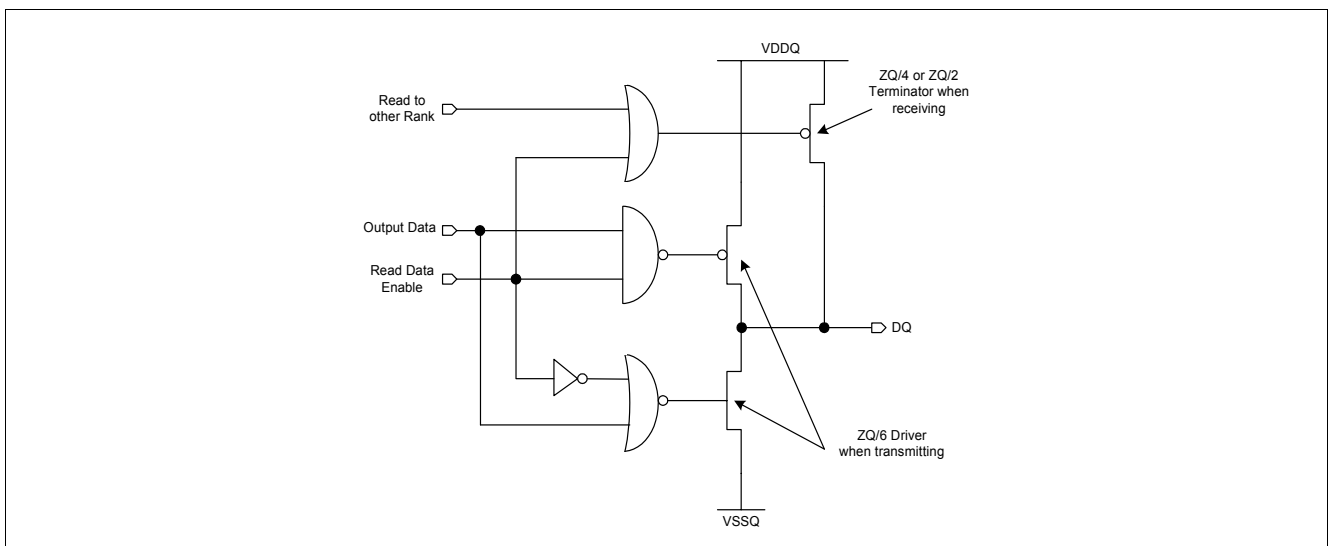 VDDQ
ZQ/4 or ZQ/2
Terminator when
receiving
Read to
other Rank
Output Data
Read Data
Enable
DQ
ZQ/6 Driver
when transmitting
VSSQ